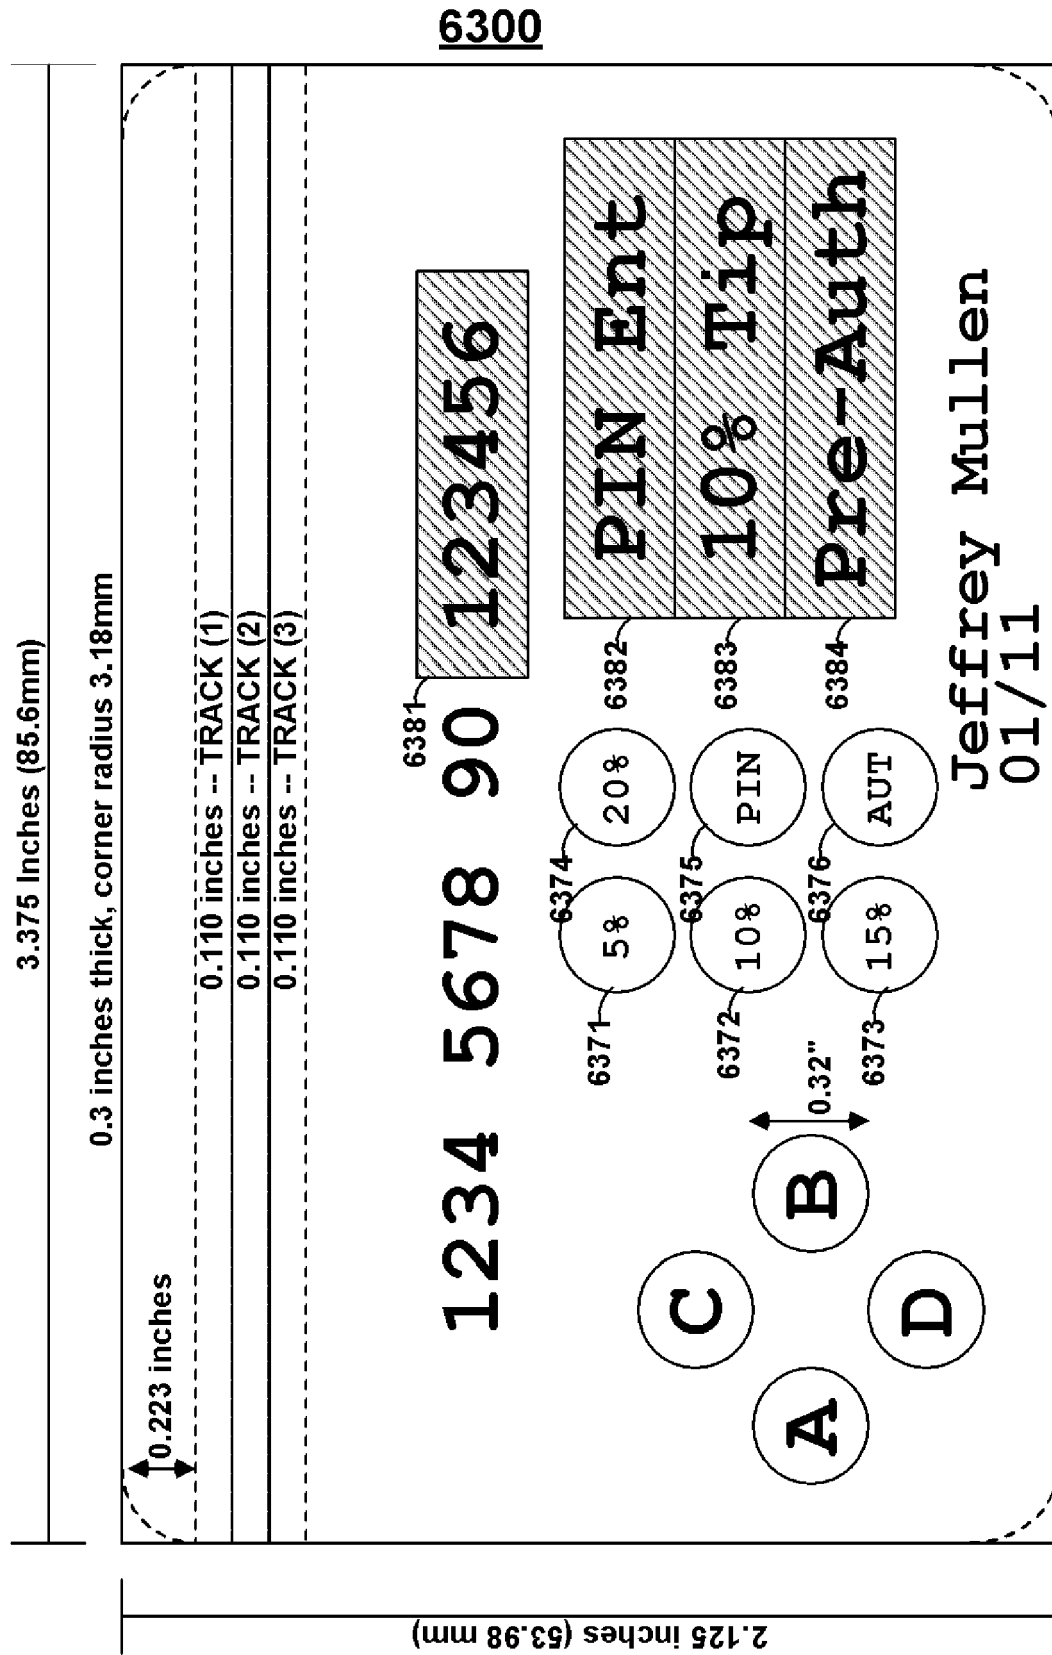 6300
3.375 Inches (85.6mm)
0.3 inches thick, corner radius 3.18mm
0.223 inches
0.110 inches -- TRACK (1)
0.110 inches -- TRACK (2)
0.110 inches -- TRACK (3)
2.125 inches (53.98 mm)
1234 5678 90 123456
6381
6371 5% 6374 20% 6382 PIN Ent
6372 10% 6375 PIN 6383 10% Tip
6373 15% 6376 AUT 6384 Pre-Auth
C
A B 0.32"
D
Jeffrey Mullen
01/11